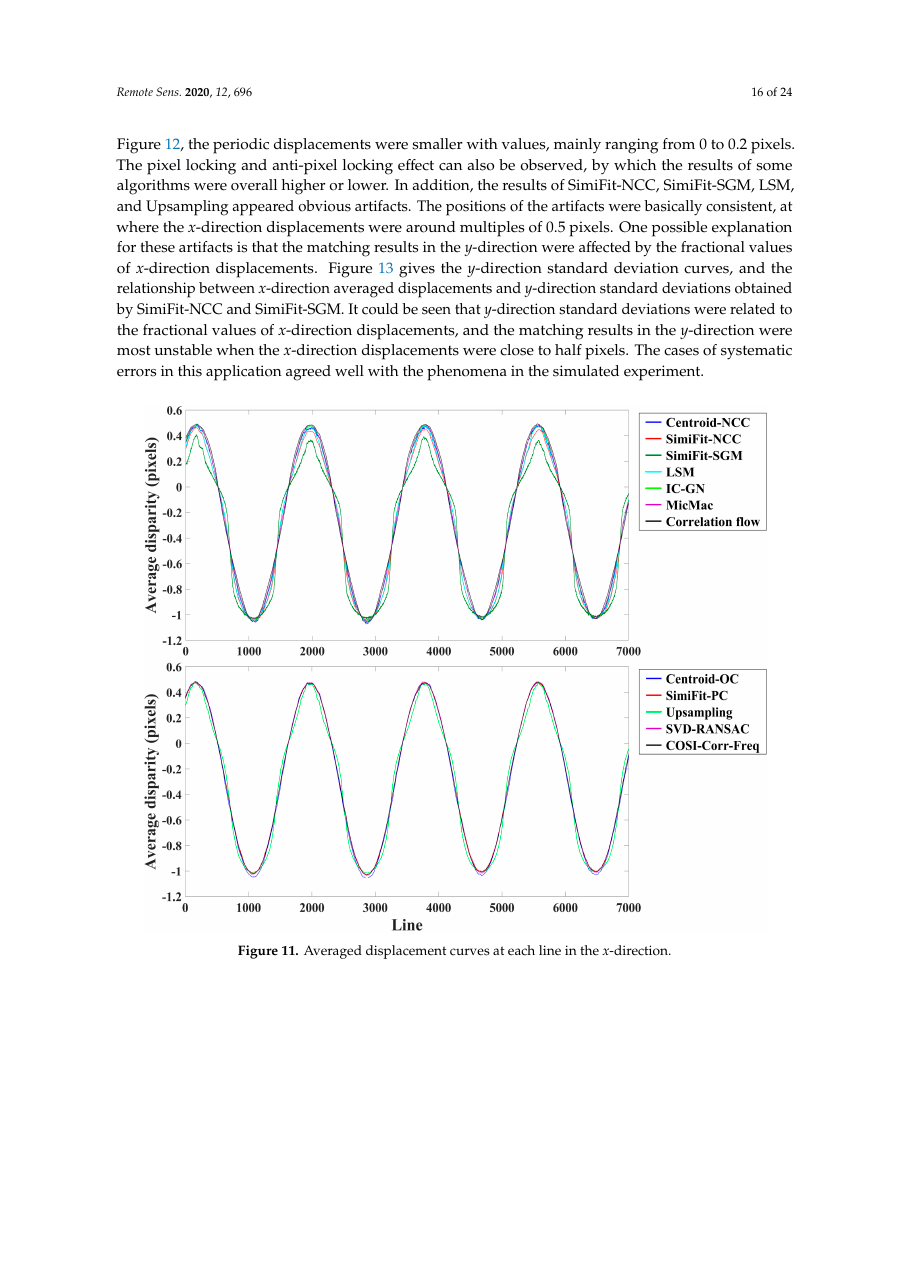 Remote Sens. 2020, 12, 696
16 of 24
Figure 12, the periodic displacements were smaller with values, mainly ranging from 0 to 0.2 pixels.
The pixel locking and anti-pixel locking effect can also be observed, by which the results of some
algorithms were overall higher or lower. In addition, the results of SimiFit-NCC, SimiFit-SGM, LSM,
and Upsampling appeared obvious artifacts. The positions of the artifacts were basically consistent, at
where the x-direction displacements were around multiples of 0.5 pixels. One possible explanation
for these artifacts is that the matching results in the y-direction were affected by the fractional values
of x-direction displacements. Figure 13 gives the y-direction standard deviation curves, and the
relationship between x-direction averaged displacements and y-direction standard deviations obtained
by SimiFit-NCC and SimiFit-SGM. It could be seen that y-direction standard deviations were related to
the fractional values of x-direction displacements, and the matching results in the y-direction were
most unstable when the x-direction displacements were close to half pixels. The cases of systematic
errors in this application agreed well with the phenomena in the simulated experiment.
Average disparity (pixels)
0.6
0.4
0.2
0
-0.2
-0.4
-0.6
-0.8
-1
-1.2
0 1000 2000 3000 4000 5000 6000 7000
Centroid-NCC
SimiFit-NCC
SimiFit-SGM
LSM
IC-GN
MicMac
Correlation flow
Average disparity (pixels)
0.6
0.4
0.2
0
-0.2
-0.4
-0.6
-0.8
-1
-1.2
0 1000 2000 3000 4000 5000 6000 7000
Line
Centroid-OC
SimiFit-PC
Upsampling
SVD-RANSAC
COSI-Corr-Freq
Figure 11. Averaged displacement curves at each line in the x-direction.